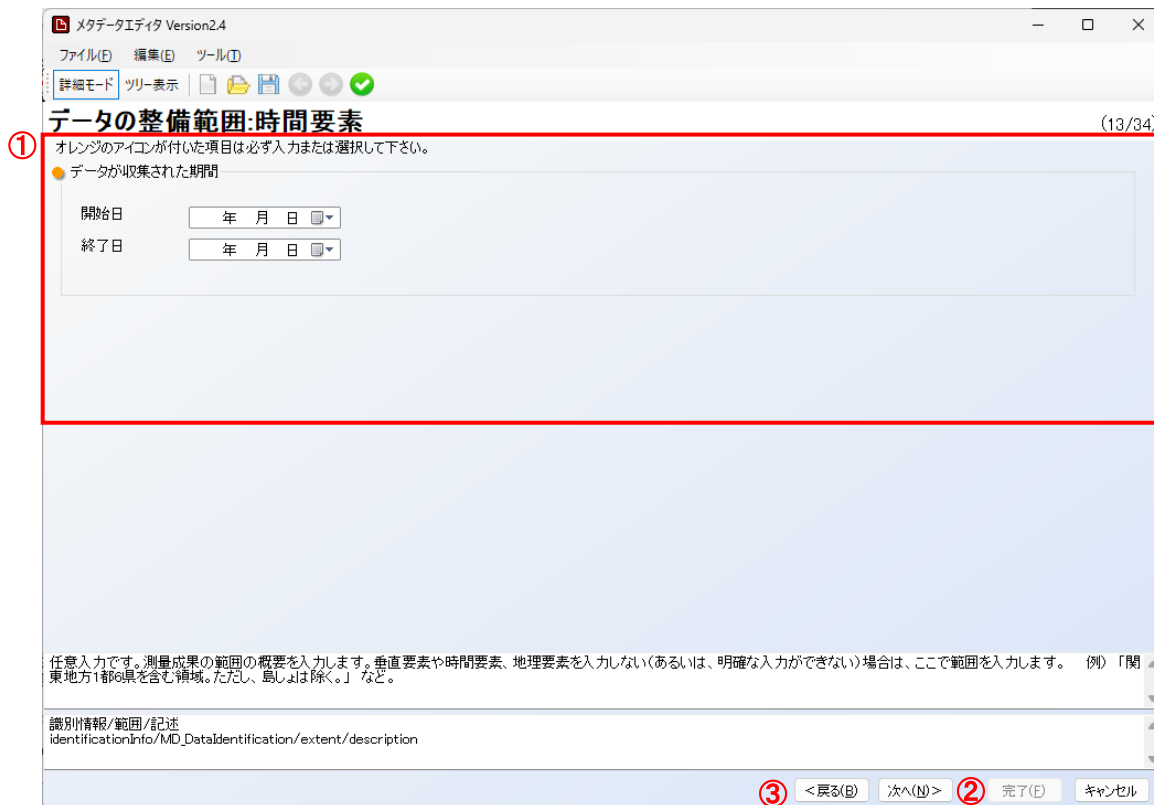 メタデータエディタ Version2.4
ファイル(F) 編集(E) ツール(T)
詳細モード ツリー表示
データの整備範囲:時間要素 (13/34)
①
オレンジのアイコンが付いた項目は必ず入力または選択して下さい。
データが収集された期間
開始日 年 月 日
終了日 年 月 日
任意入力です。測量成果の範囲の概要を入力します。垂直要素や時間要素、地理要素を入力しない(あるいは、明確な入力ができない)場合は、ここで範囲を入力します。 例)「関
東地方1都6県を含む領域。ただし、島しょは除く。」 など。
識別情報/範囲/記述
identificationInfo/MD_DataIdentification/extent/description
③ <戻る(B) 次へ(N)> ② 完了(F) キャンセル